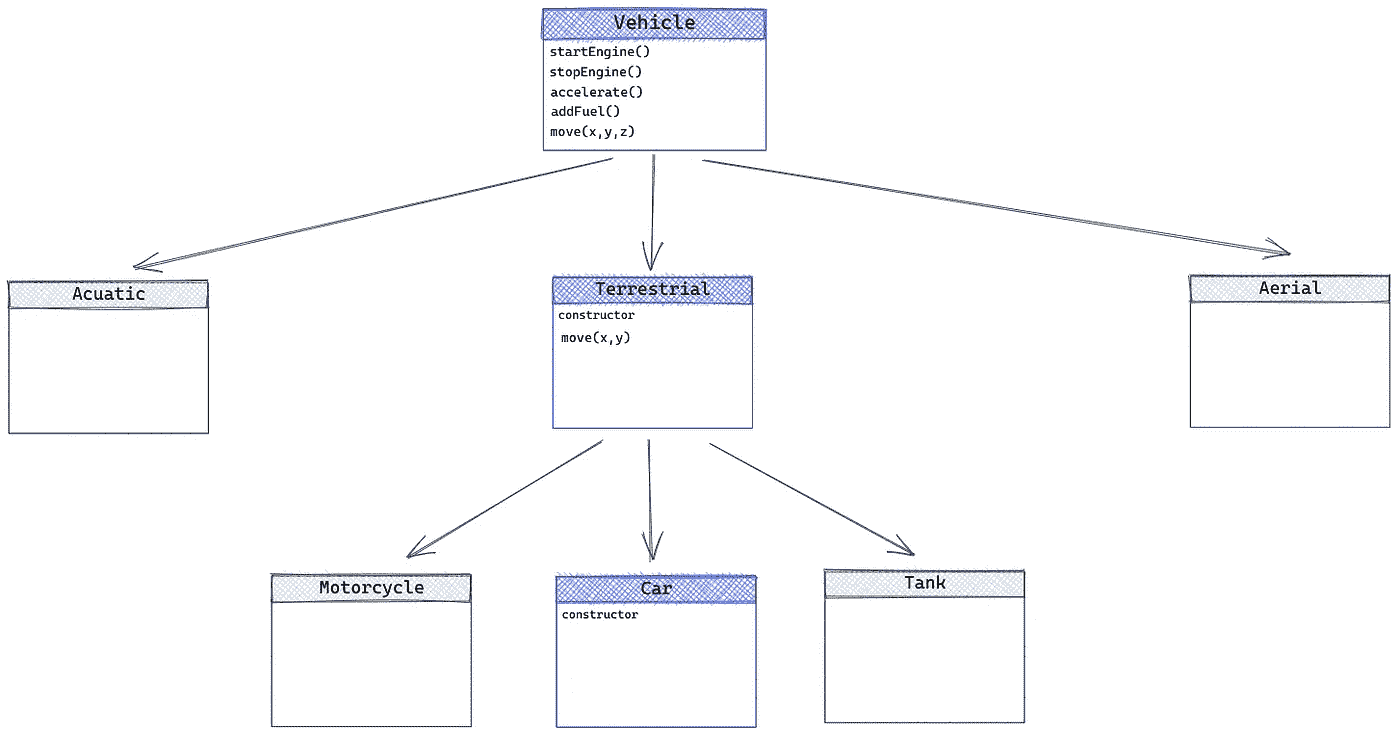 Vehicle
startEngine()
stopEngine()
accelerate()
addFuel()
move(x,y,z)
Acuatic
Terrestrial
constructor
move(x,y)
Aerial
Motorcycle
Car
constructor
Tank